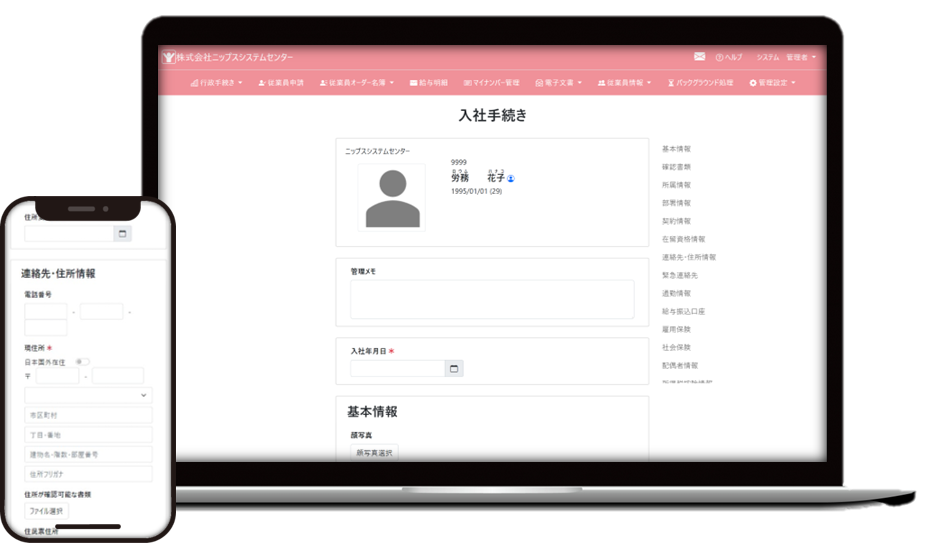 株式会社ニップスシステムセンター
ヘルプ システム 管理者
行政手続き 従業員申請 従業員オーダー名簿 給与明細 マイナンバー管理 電子文書 従業員情報 バックグラウンド処理 管理設定
入社手続き
ニップスシステムセンター
9999
ろうむ はなこ
労務 花子
1995/01/01 (29)
管理メモ
入社年月日 *
基本情報
顔写真
顔写真選択
基本情報
確認書類
所属情報
部署情報
契約情報
在留資格情報
連絡先・住所情報
緊急連絡先
通勤情報
給与振込口座
雇用保険
社会保険
配偶者情報
連絡先・住所情報
電話番号
- -
現住所 *
日本国外在住
〒 -
市区町村
丁目・番地
建物名・階数・部屋番号
住所フリガナ
住所が確認可能な書類
ファイル選択
住民票住所